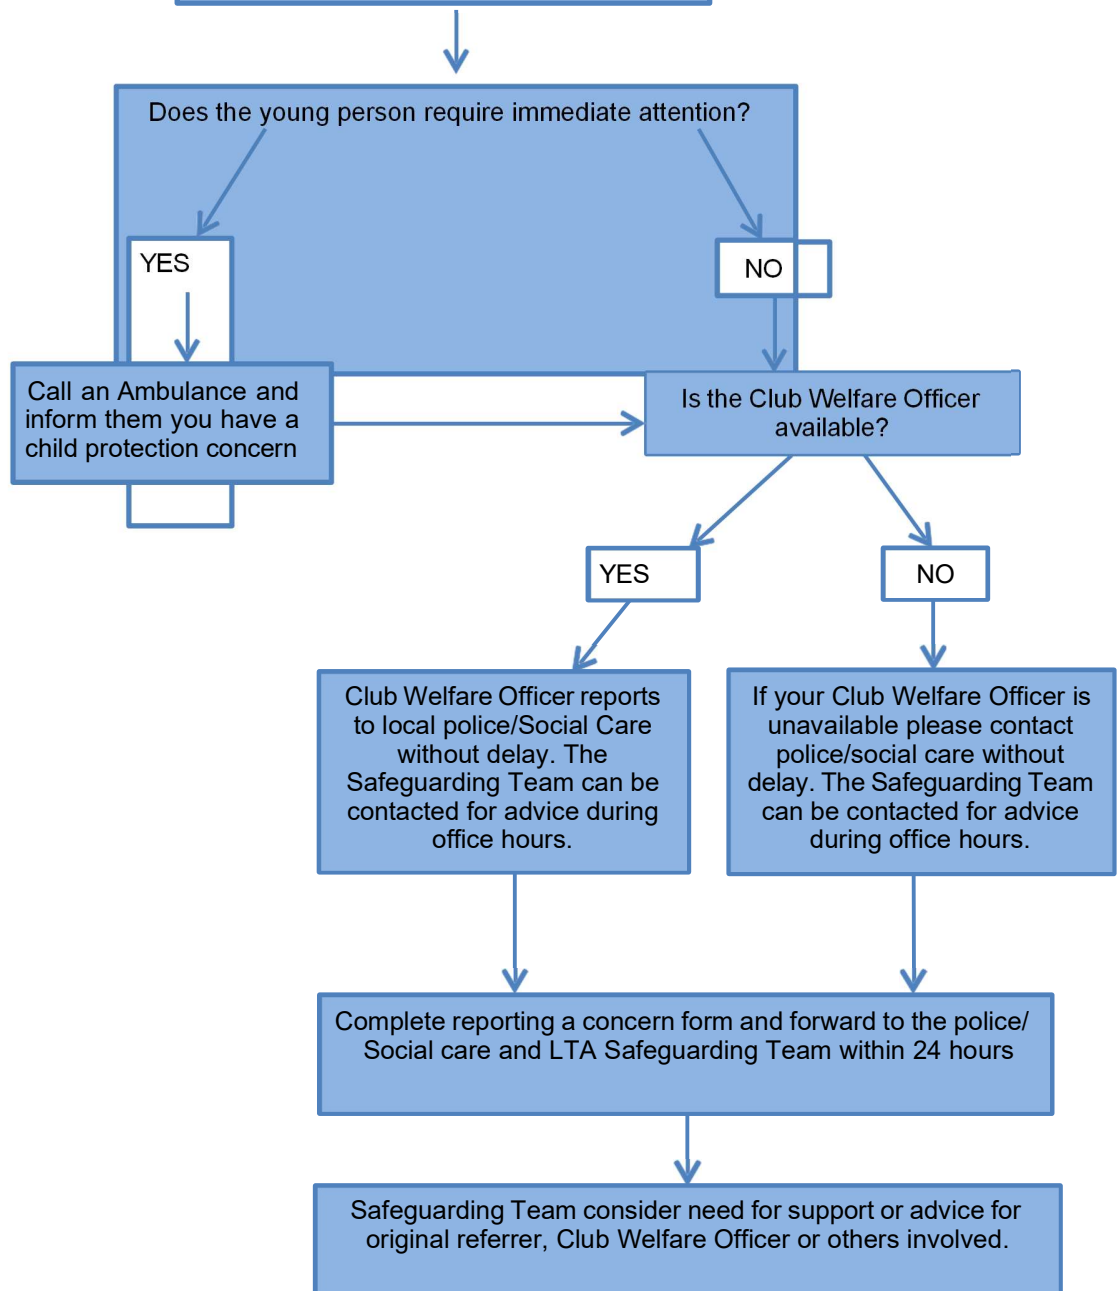 Does the young person require immediate attention?
YES
NO
Call an Ambulance and
inform them you have a
child protection concern
Is the Club Welfare Officer
available?
YES
NO
Club Welfare Officer reports
to local police/Social Care
without delay. The
Safeguarding Team can be
contacted for advice during
office hours.
If your Club Welfare Officer is
unavailable please contact
police/social care without
delay. The Safeguarding Team
can be contacted for advice
during office hours.
Complete reporting a concern form and forward to the police/
Social care and LTA Safeguarding Team within 24 hours
Safeguarding Team consider need for support or advice for
original referrer, Club Welfare Officer or others involved.